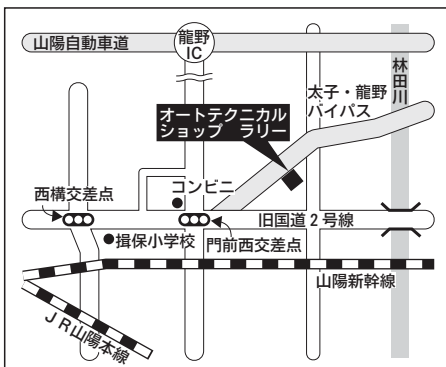 山陽自動車道
龍野
IC
林田川
太子・龍野
バイパス
オートテクニカル
ショップ　ラリー
コンビニ
西構交差点
旧国道２号線
●揖保小学校
門前西交差点
山陽新幹線
ＪＲ山陽本線